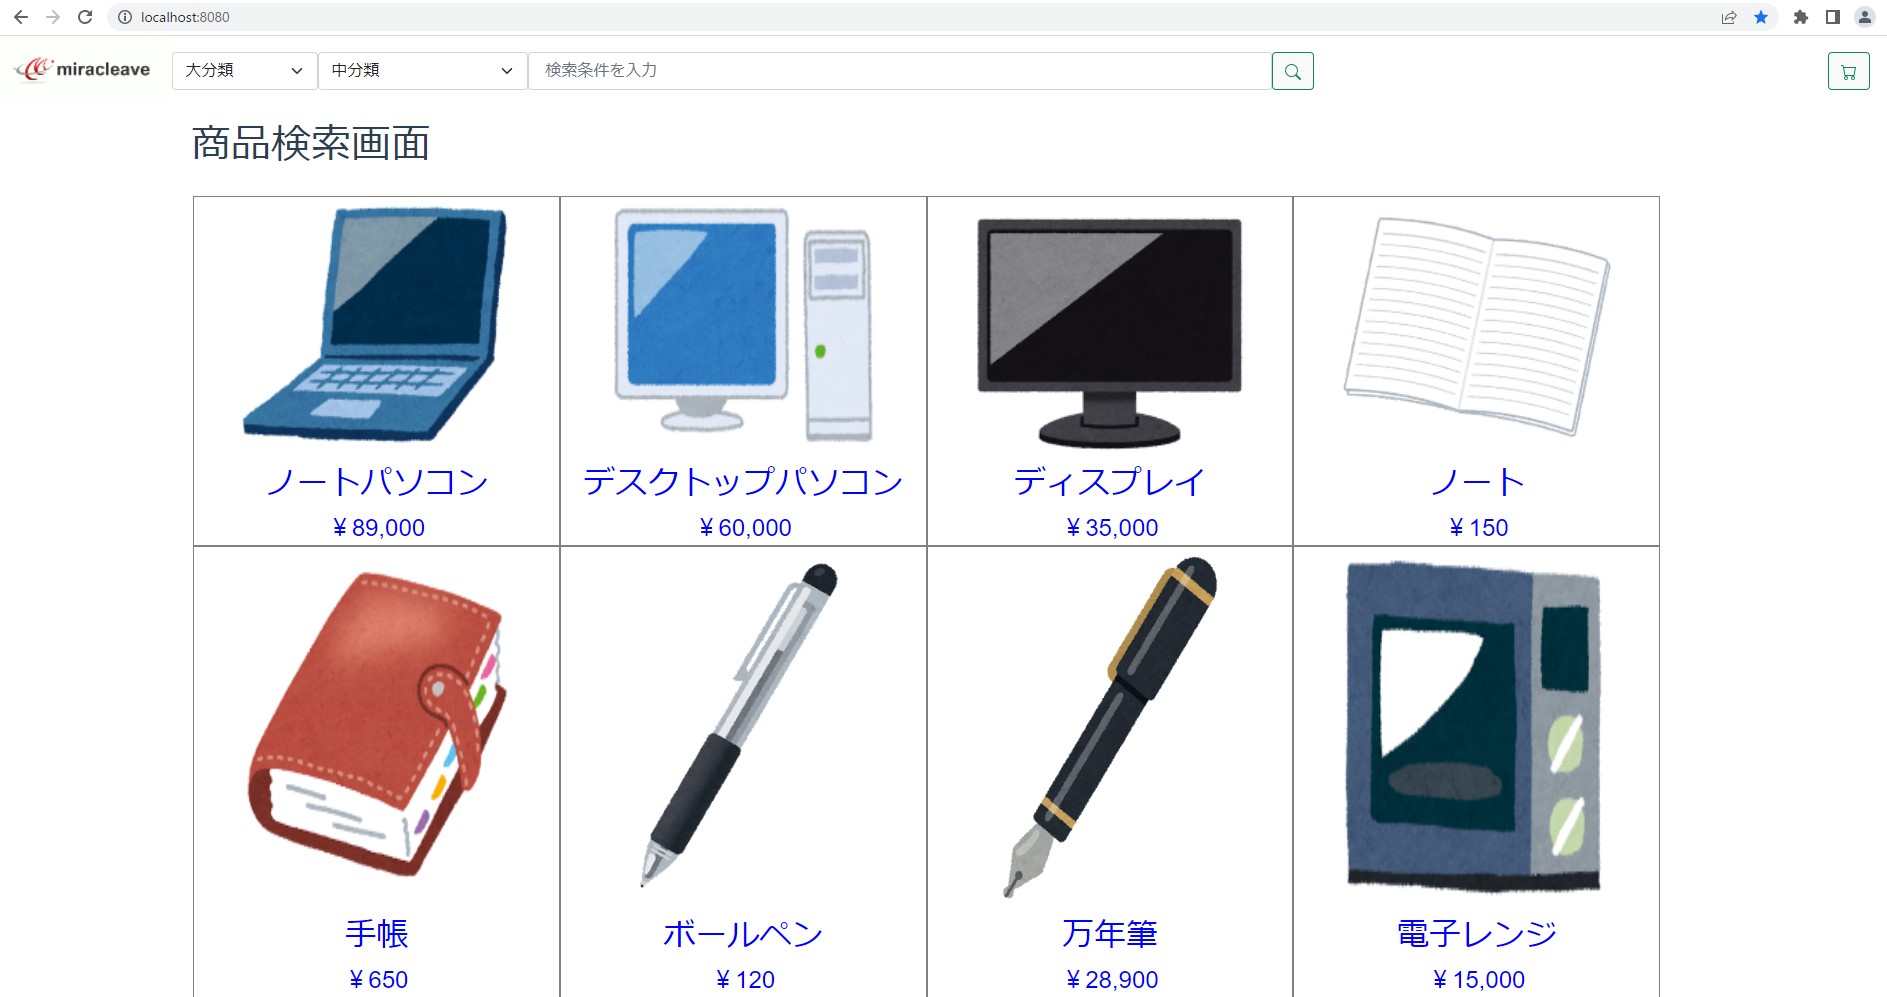 localhost:8080
miracleave
大分類
中分類
検索条件を入力
商品検索画面
ノートパソコン
デスクトップパソコン
ディスプレイ
ノート
¥ 89,000
¥ 60,000
¥ 35,000
¥ 150
手帳
ボールペン
万年筆
電子レンジ
¥ 650
¥ 120
¥ 28,900
¥ 15,000